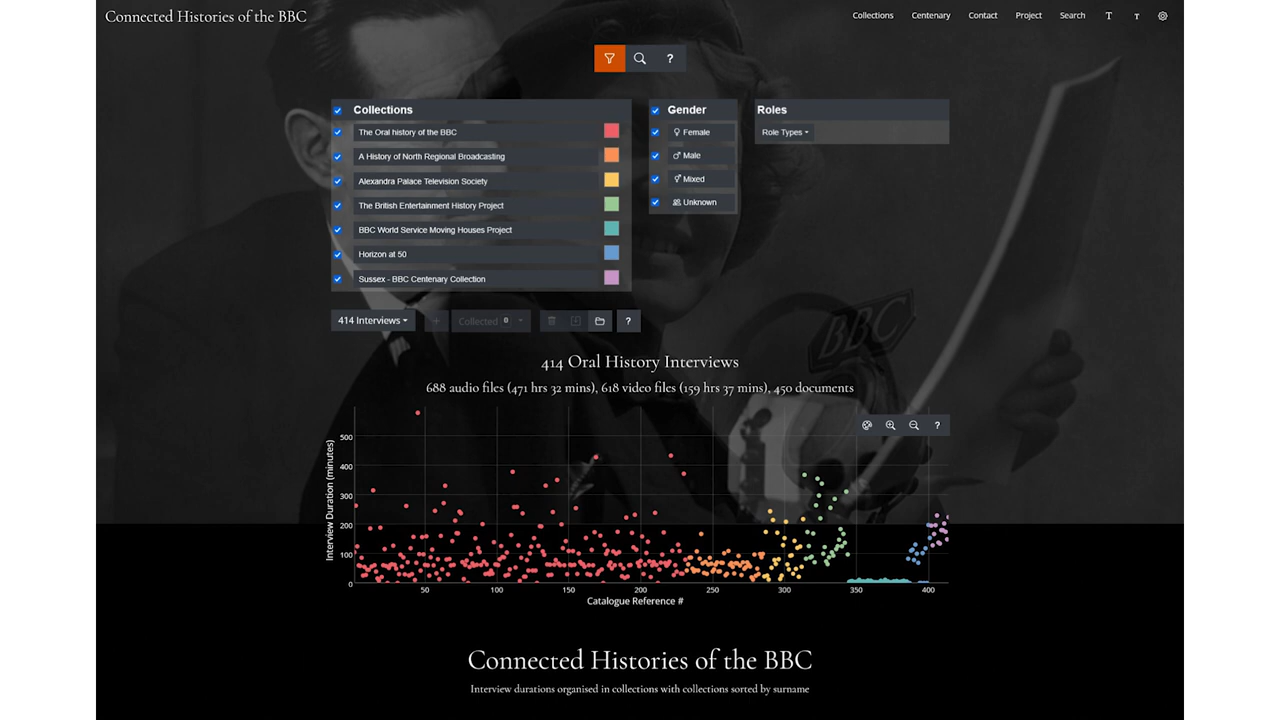 Connected Histories of the BBC
Collections Centenary Contact Project Search T T
?
Collections
The Oral history of the BBC
A History of North Regional Broadcasting
Alexandra Palace Television Society
The British Entertainment History Project
BBC World Service Moving Houses Project
Horizon at 50
Sussex - BBC Centenary Collection
Gender
Female
Male
Mixed
Unknown
Roles
Role Types
BBC
414 Interviews + Collected 0 ?
414 Oral History Interviews
688 audio files (471 hrs 32 mins), 618 video files (159 hrs 37 mins), 450 documents
?
Interview Duration (minutes)
500
400
300
200
100
0
50 100 150 200 250 300 350 400
Catalogue Reference #
Connected Histories of the BBC
Interview durations organised in collections with collections sorted by surname